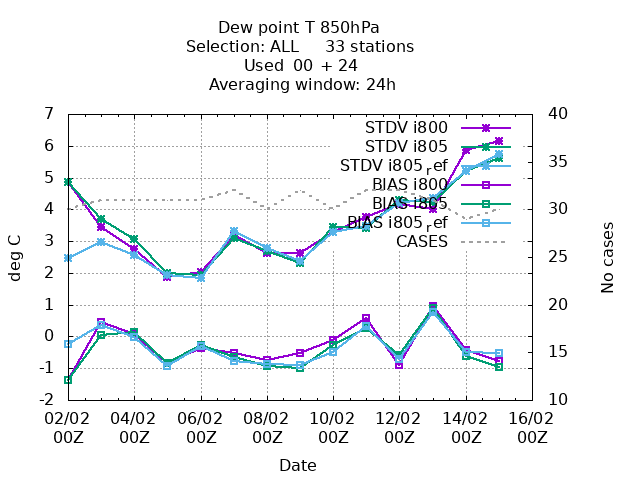 Dew point T 850hPa
Selection: ALL 33 stations
Used 00 + 24
Averaging window: 24h
7 40
STDV i800
6 STDV i805
35
STDV i805ref
5 BIAS i800
4 BIAS i805 30
BIAS i805ref
3 CASES
25
2
1 20
0
15
-1
-2 10
02/02 04/02 06/02 08/02 10/02 12/02 14/02 16/02
00Z 00Z 00Z 00Z 00Z 00Z 00Z 00Z
Date
deg C
No cases